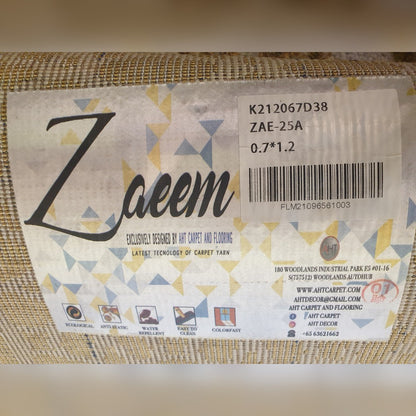 K212067D38
ZAE-25A
0.7*1.2
FLM21096561003
Zaeem
EXCLUSIVELY DESIGNED BY AHT CARPET AND FLOORING
LATEST TECNOLOGY OF CARPET YARN
HT
180 WOODLANDS INDUSTRIAL PARK E5 #01-16
S(757512) WOODLANDS AUTOHUB
WWW.AHTCARPET.COM
AHTDECOR@GMAIL.COM
AHT CARPET AND FLOORING
AHT CARPET
AHT DECOR
+65 63621662
ECOLOGICAL
ANTI STATIC
WATER REPELLENT
EASY TO CLEAN
COLORFAST